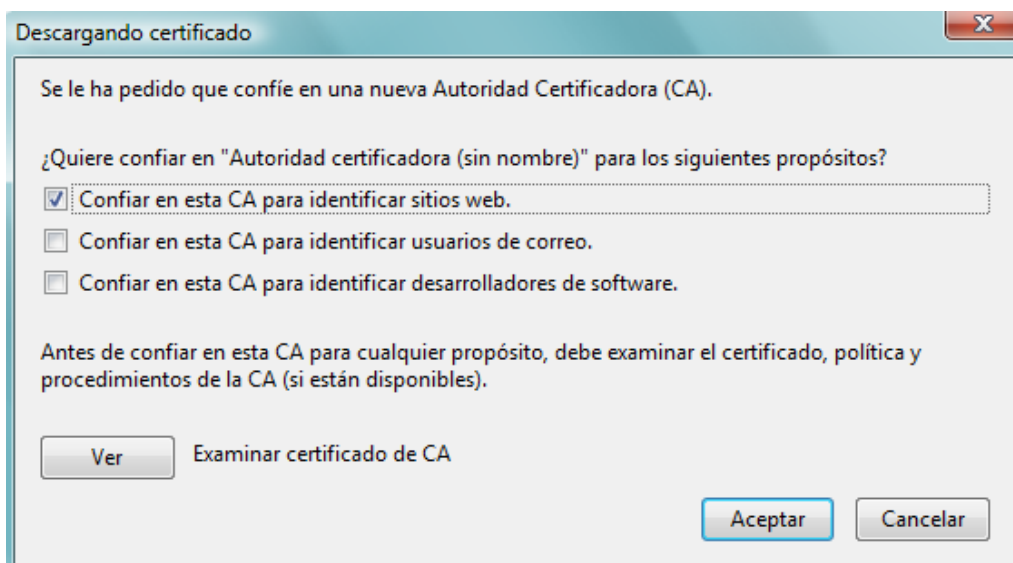 Descargando certificado
Se le ha pedido que confíe en una nueva Autoridad Certificadora (CA).
¿Quiere confiar en "Autoridad certificadora (sin nombre)" para los siguientes propósitos?
Confiar en esta CA para identificar sitios web.
Confiar en esta CA para identificar usuarios de correo.
Confiar en esta CA para identificar desarrolladores de software.
Antes de confiar en esta CA para cualquier propósito, debe examinar el certificado, política y
procedimientos de la CA (si están disponibles).
Ver Examinar certificado de CA
Aceptar Cancelar